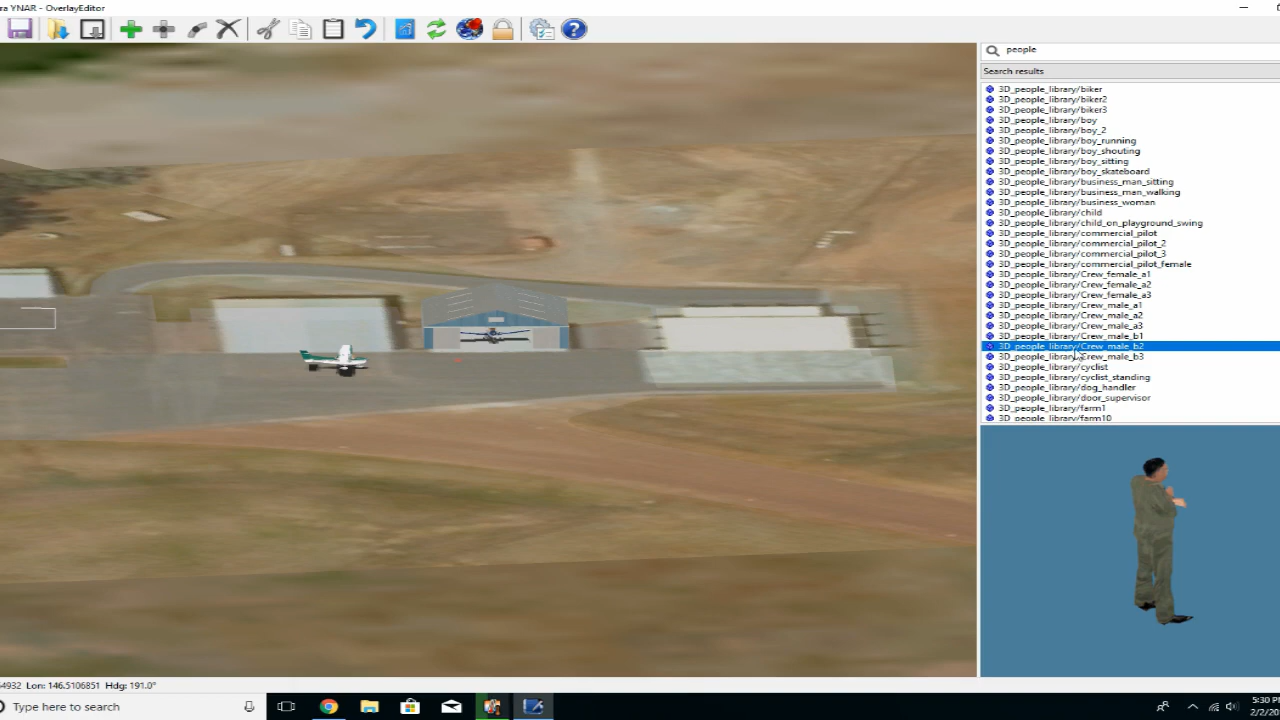 ra YNAR - OverlayEditor
people
Search results
3D_people_library/biker
3D_people_library/biker2
3D_people_library/biker3
3D_people_library/boy
3D_people_library/boy_2
3D_people_library/boy_running
3D_people_library/boy_shouting
3D_people_library/boy_sitting
3D_people_library/boy_skateboard
3D_people_library/business_man_sitting
3D_people_library/business_man_walking
3D_people_library/business_woman
3D_people_library/child
3D_people_library/child_on_playground_swing
3D_people_library/commercial_pilot
3D_people_library/commercial_pilot_2
3D_people_library/commercial_pilot_3
3D_people_library/commercial_pilot_female
3D_people_library/Crew_female_a1
3D_people_library/Crew_female_a2
3D_people_library/Crew_female_a3
3D_people_library/Crew_male_a1
3D_people_library/Crew_male_a2
3D_people_library/Crew_male_a3
3D_people_library/Crew_male_b1
3D_people_library/Crew_male_b2
3D_people_library/Crew_male_b3
3D_people_library/cyclist
3D_people_library/cyclist_standing
3D_people_library/dog_handler
3D_people_library/door_supervisor
3D_people_library/farm1
3D_people_library/farm10
54932 Lon: 146.5106851 Hdg: 191.0°
Type here to search
5:30 P
2/2/20